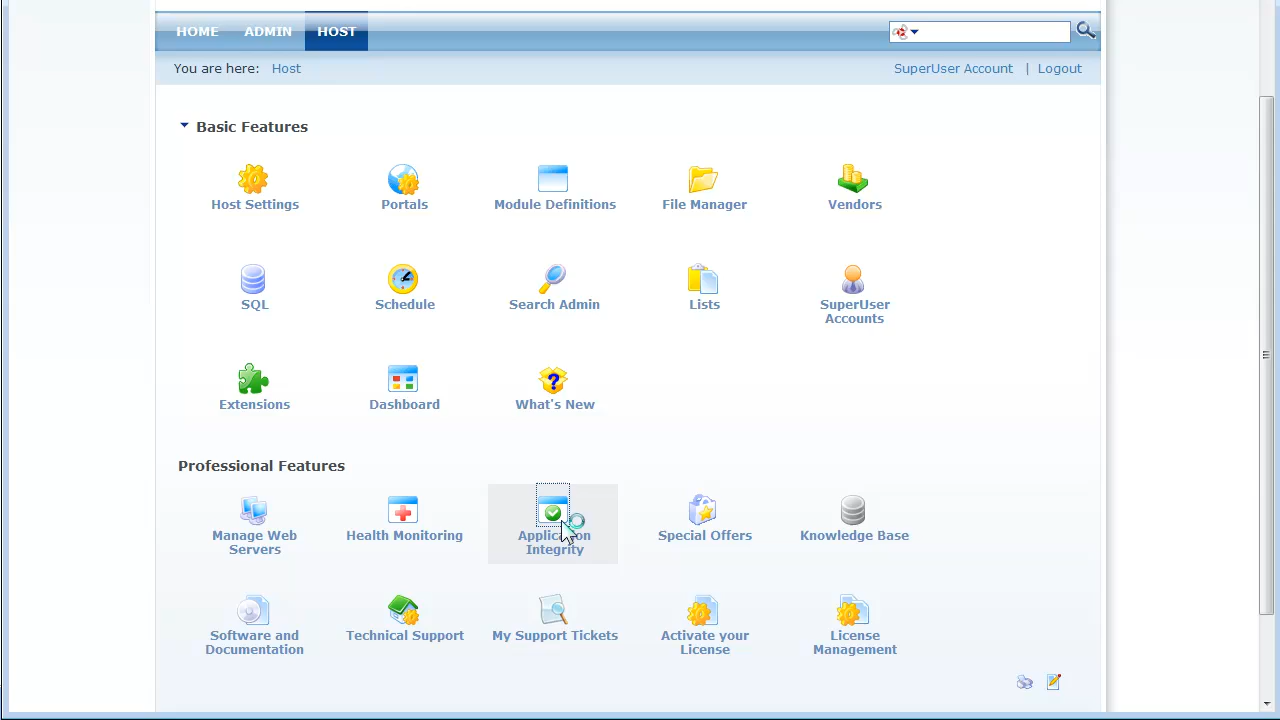 HOME ADMIN HOST
You are here: Host SuperUser Account | Logout
Basic Features
Host Settings Portals Module Definitions File Manager Vendors
SQL Schedule Search Admin Lists SuperUser
Accounts
Extensions Dashboard What's New
Professional Features
Manage Web Health Monitoring Application Special Offers Knowledge Base
Servers Integrity
Software and Technical Support My Support Tickets Activate your License
Documentation License Management